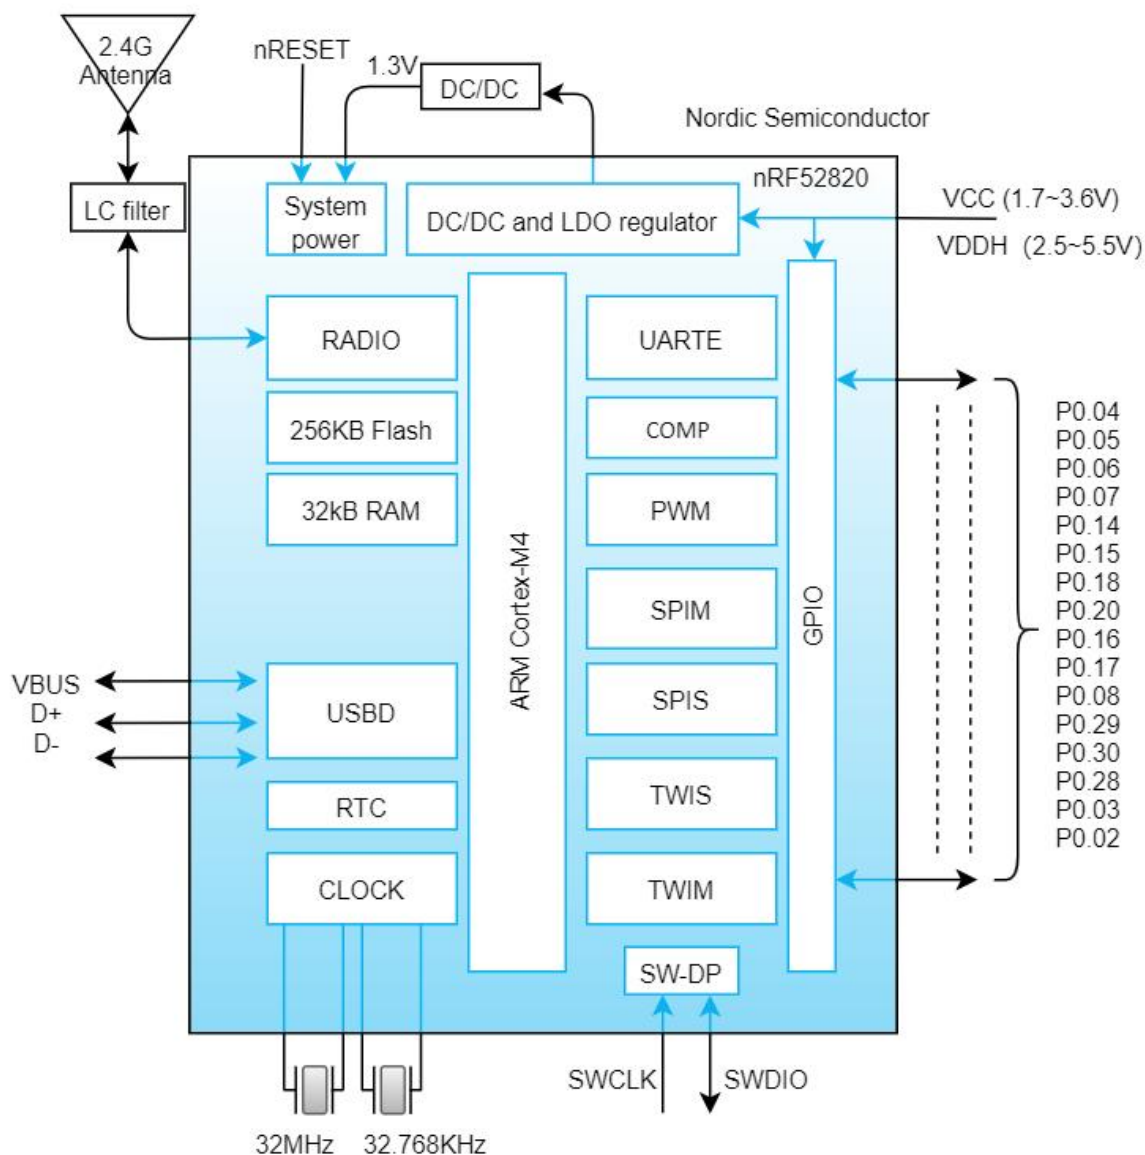 2.4G
Antenna
nRESET
1.3V
DC/DC
Nordic Semiconductor
LC filter
System
power
DC/DC and LDO regulator
nRF52820
VCC (1.7~3.6V)
VDDH (2.5~5.5V)
RADIO
256KB Flash
32kB RAM
ARM Cortex-M4
UARTE
COMP
PWM
SPIM
SPIS
TWIS
TWIM
GPIO
P0.04
P0.05
P0.06
P0.07
P0.14
P0.15
P0.18
P0.20
P0.16
P0.17
P0.08
P0.29
P0.30
P0.28
P0.03
P0.02
VBUS
D+
D-
USBD
RTC
CLOCK
SW-DP
SWCLK
SWDIO
32MHz
32.768KHz